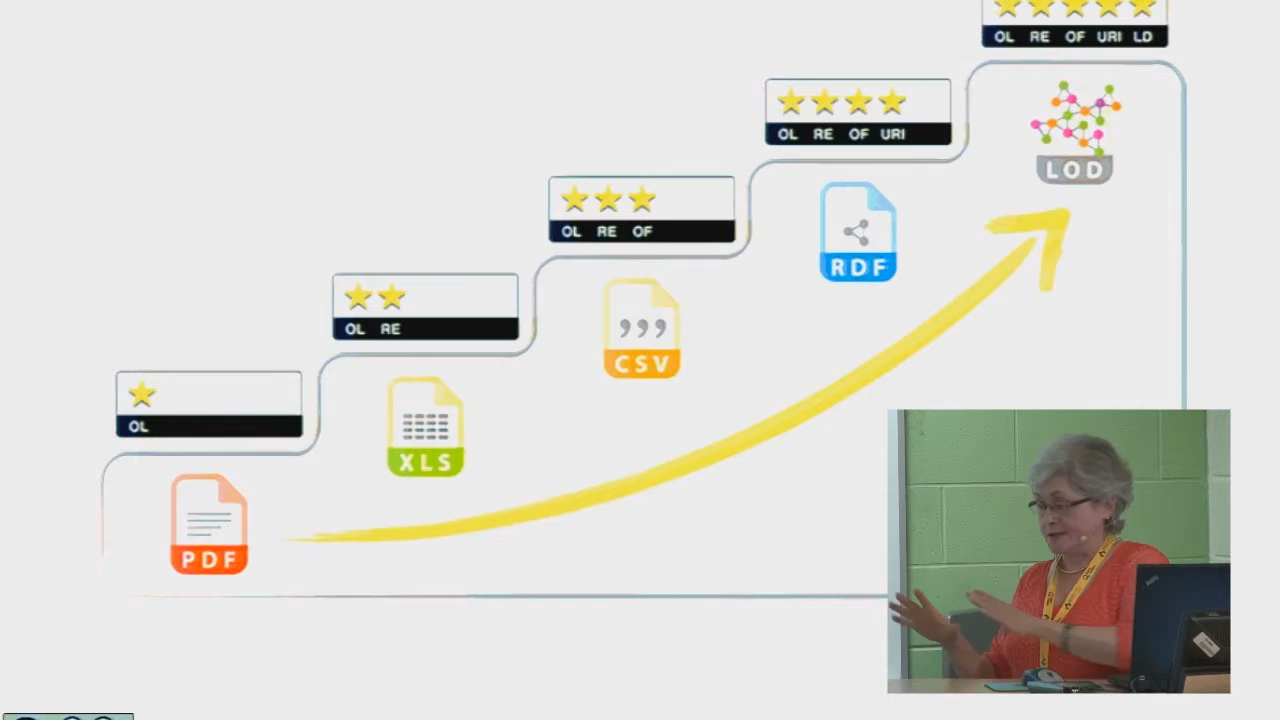 OL RE OF URI LD
LOD
OL RE OF URI
RDF
OL RE OF
,,,
CSV
OL RE
XLS
OL
PDF